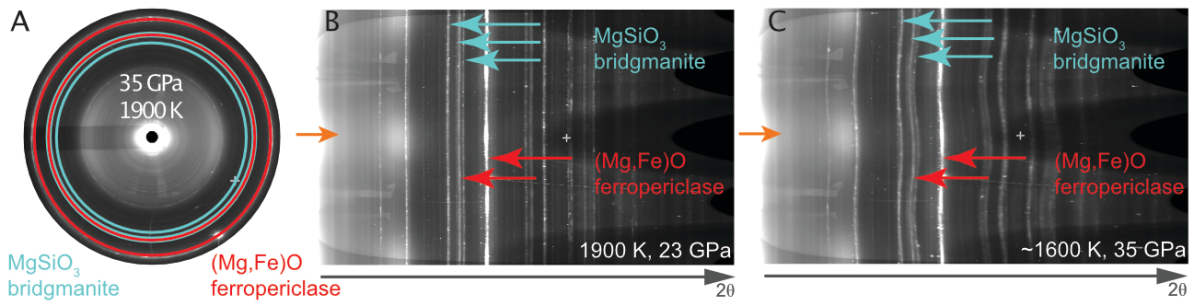 A
35 GPa
1900 K
MgSiO₃
bridgmanite
(Mg,Fe)O
ferropericlase
B
MgSiO₃
bridgmanite
(Mg,Fe)O
ferropericlase
1900 K, 23 GPa
2θ
C
MgSiO₃
bridgmanite
(Mg,Fe)O
ferropericlase
~1600 K, 35 GPa
2θ